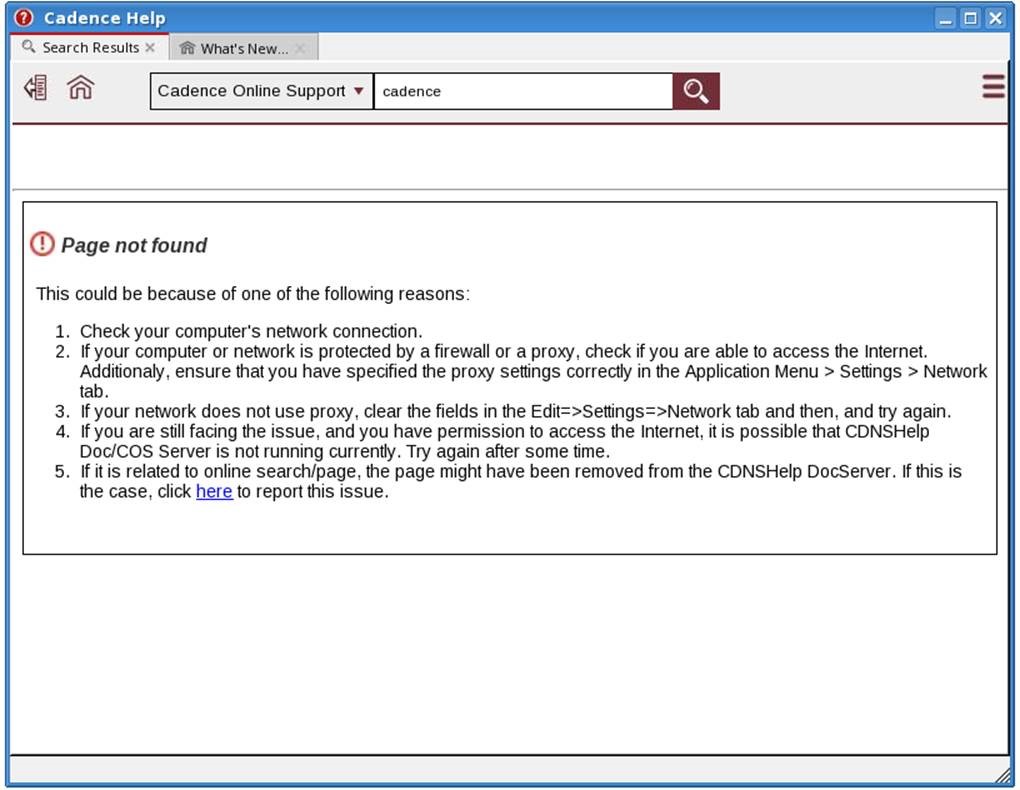 Cadence Help
Search Results
What's New...
Cadence Online Support
cadence
Page not found
This could be because of one of the following reasons:
1. Check your computer's network connection.
2. If your computer or network is protected by a firewall or a proxy, check if you are able to access the Internet.
Additionaly, ensure that you have specified the proxy settings correctly in the Application Menu > Settings > Network
tab.
3. If your network does not use proxy, clear the fields in the Edit=>Settings=>Network tab and then, and try again.
4. If you are still facing the issue, and you have permission to access the Internet, it is possible that CDNSHelp
Doc/COS Server is not running currently. Try again after some time.
5. If it is related to online search/page, the page might have been removed from the CDNSHelp DocServer. If this is
the case, click here to report this issue.